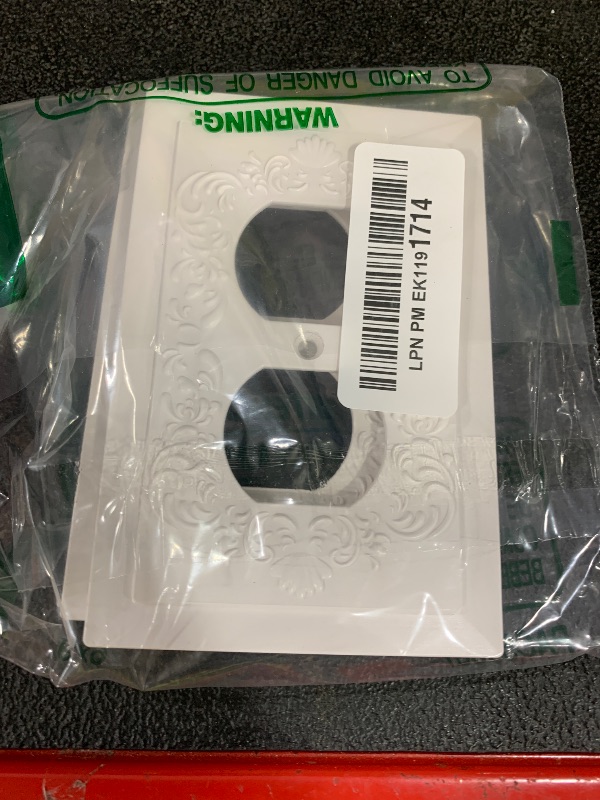 TO AVOID DANGER OF SUFFOCATION
WARNING:
LPN PM EK1191714